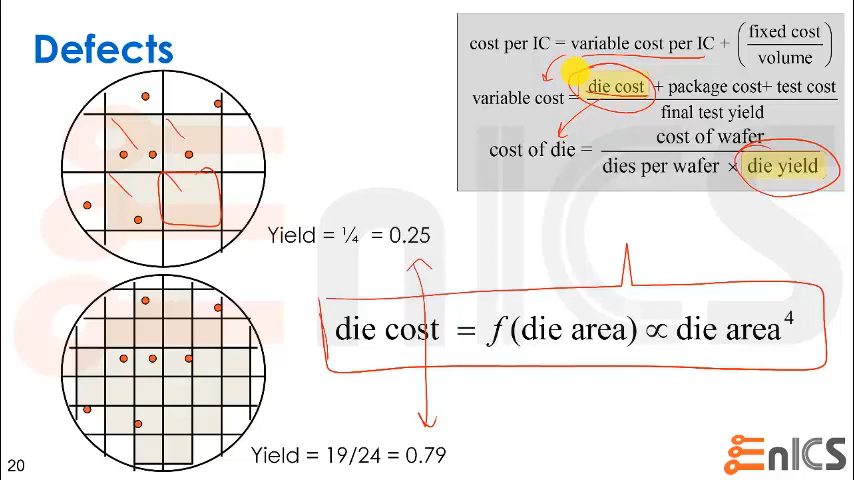 Defects
cost per IC = variable cost per IC + (fixed cost / volume)
variable cost = die cost + package cost+ test cost / final test yield
cost of die = cost of wafer / dies per wafer × die yield
Yield = ¼ = 0.25
die cost = f(die area) ∝ die area⁴
Yield = 19/24 = 0.79
20
EnICS